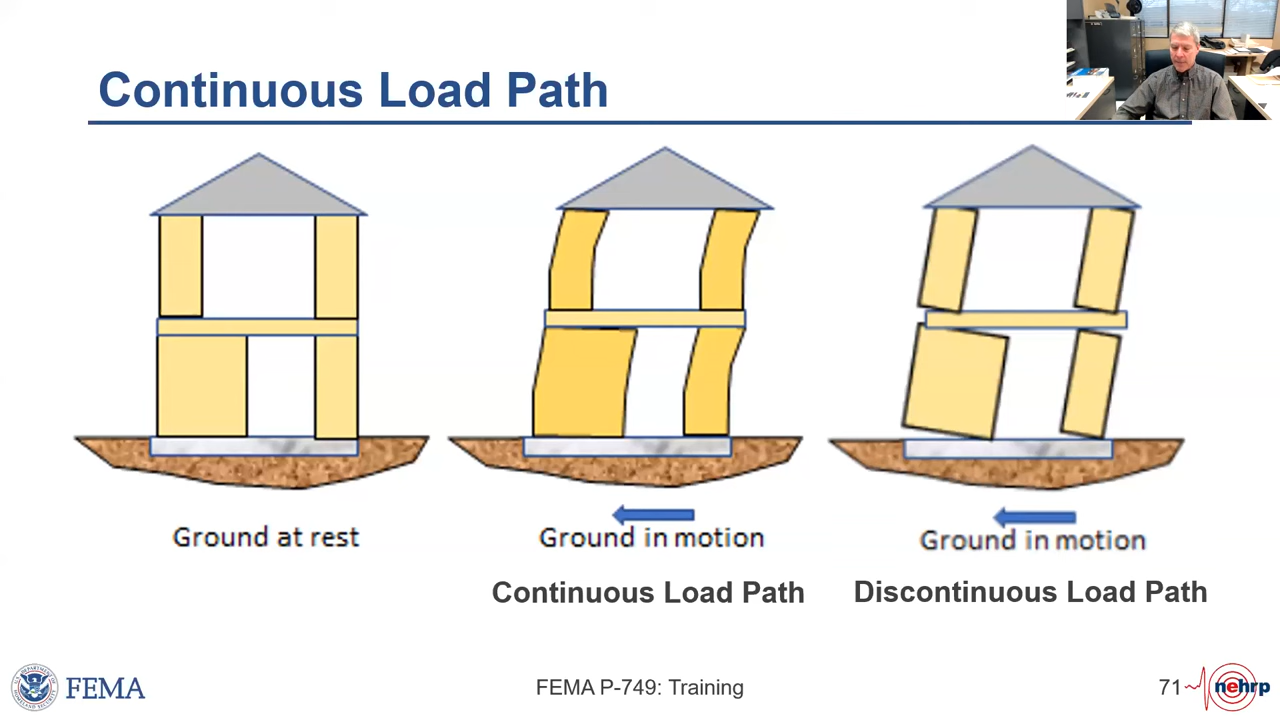 Continuous Load Path
Ground at rest
Ground in motion
Ground in motion
Continuous Load Path
Discontinuous Load Path
FEMA
FEMA P-749: Training
71
nehrp